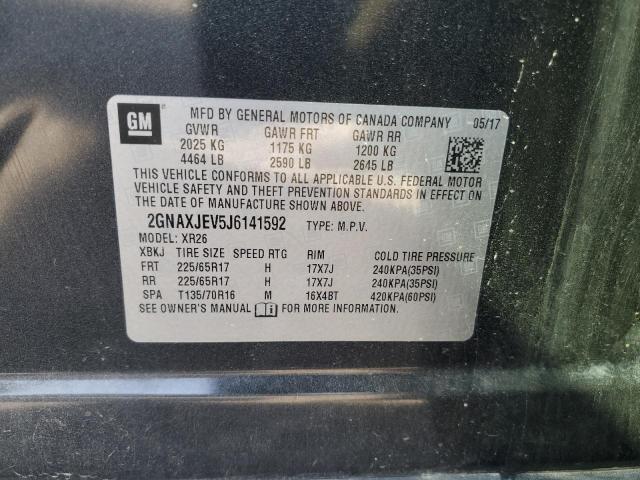 GM
MFD BY GENERAL MOTORS OF CANADA COMPANY 05/17
GVWR GAWR FRT GAWR RR
2025 KG 1175 KG 1200 KG
4464 LB 2590 LB 2645 LB
THIS VEHICLE CONFORMS TO ALL APPLICABLE U.S. FEDERAL MOTOR
VEHICLE SAFETY AND THEFT PREVENTION STANDARDS IN EFFECT ON
THE DATE OF MANUFACTURE SHOWN ABOVE.
2GNAXJEV5J6141592 TYPE: M.P.V.
MODEL: XR26
XBKJ TIRE SIZE SPEED RTG RIM COLD TIRE PRESSURE
FRT 225/65R17 H 17X7J 240KPA(35PSI)
RR 225/65R17 H 17X7J 240KPA(35PSI)
SPA T135/70R16 M 16X4BT 420KPA(60PSI)
SEE OWNER'S MANUAL FOR MORE INFORMATION.